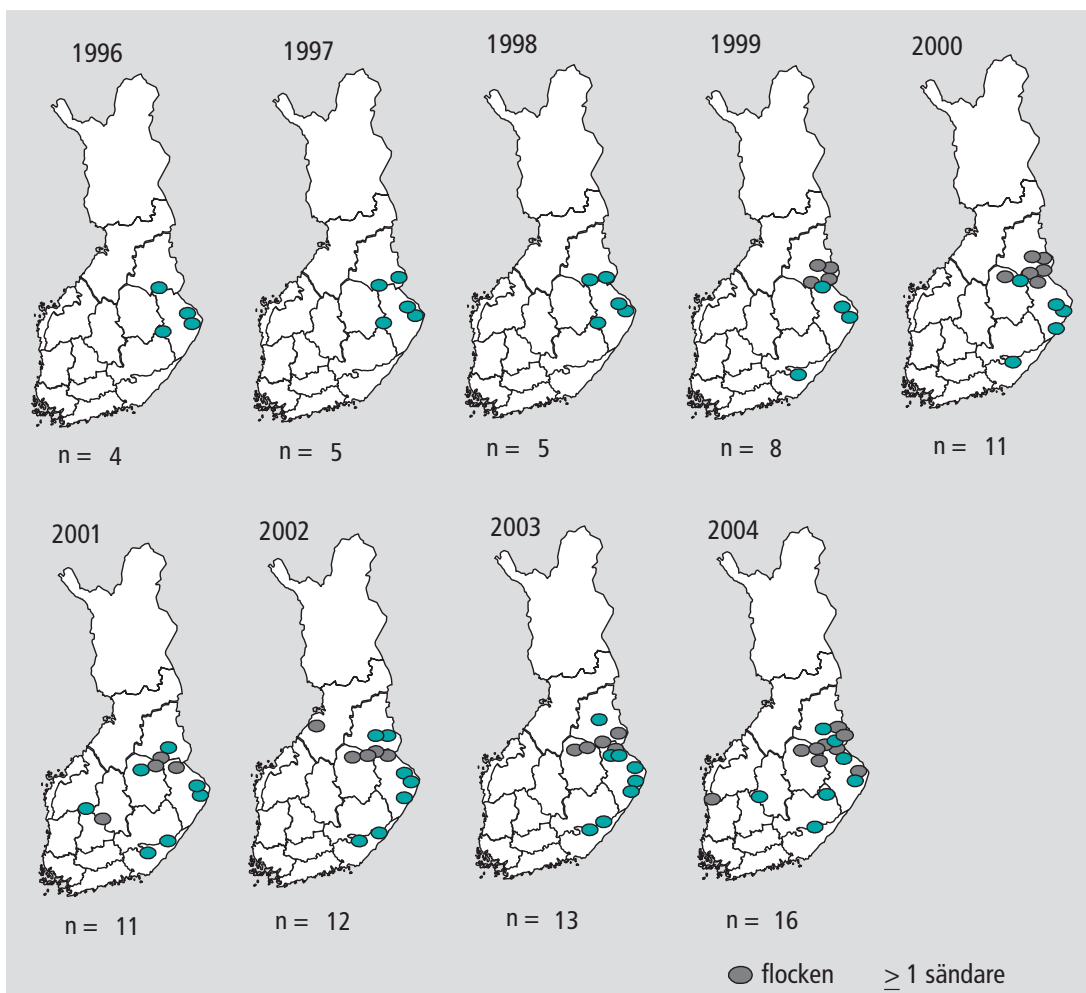 1996
1997
1998
1999
2000
n = 4
n = 5
n = 5
n = 8
n = 11
2001
2002
2003
2004
n = 11
n = 12
n = 13
n = 16
flocken
≥ 1 sändare